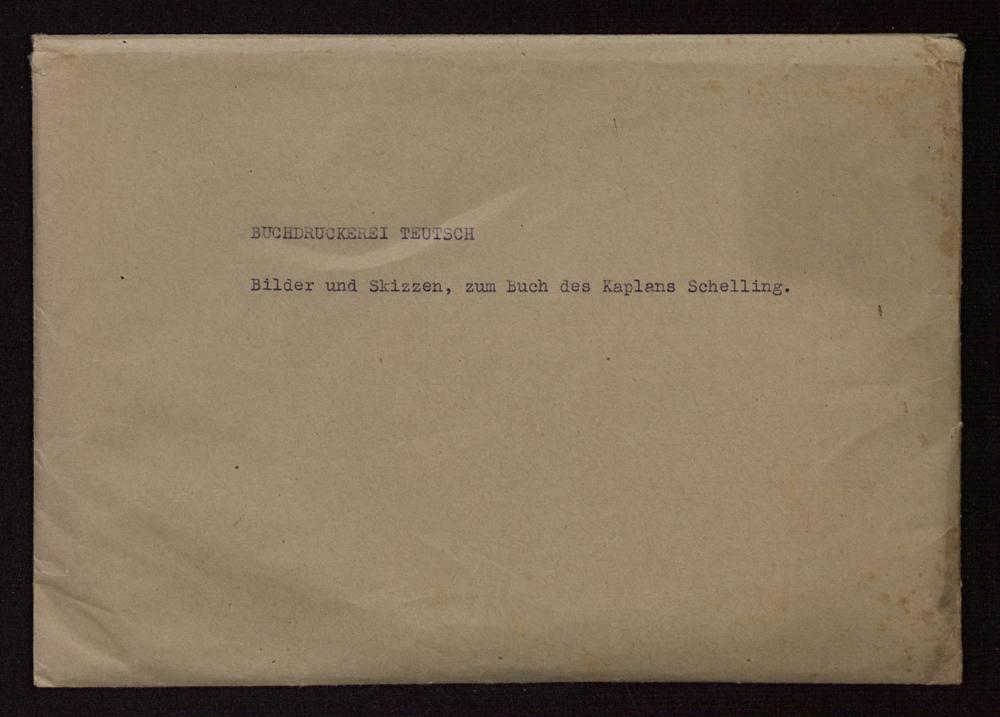 BUCHDRUCKEREI TEUTSCH
Bilder und Skizzen, zum Buch des Kaplans Schelling.